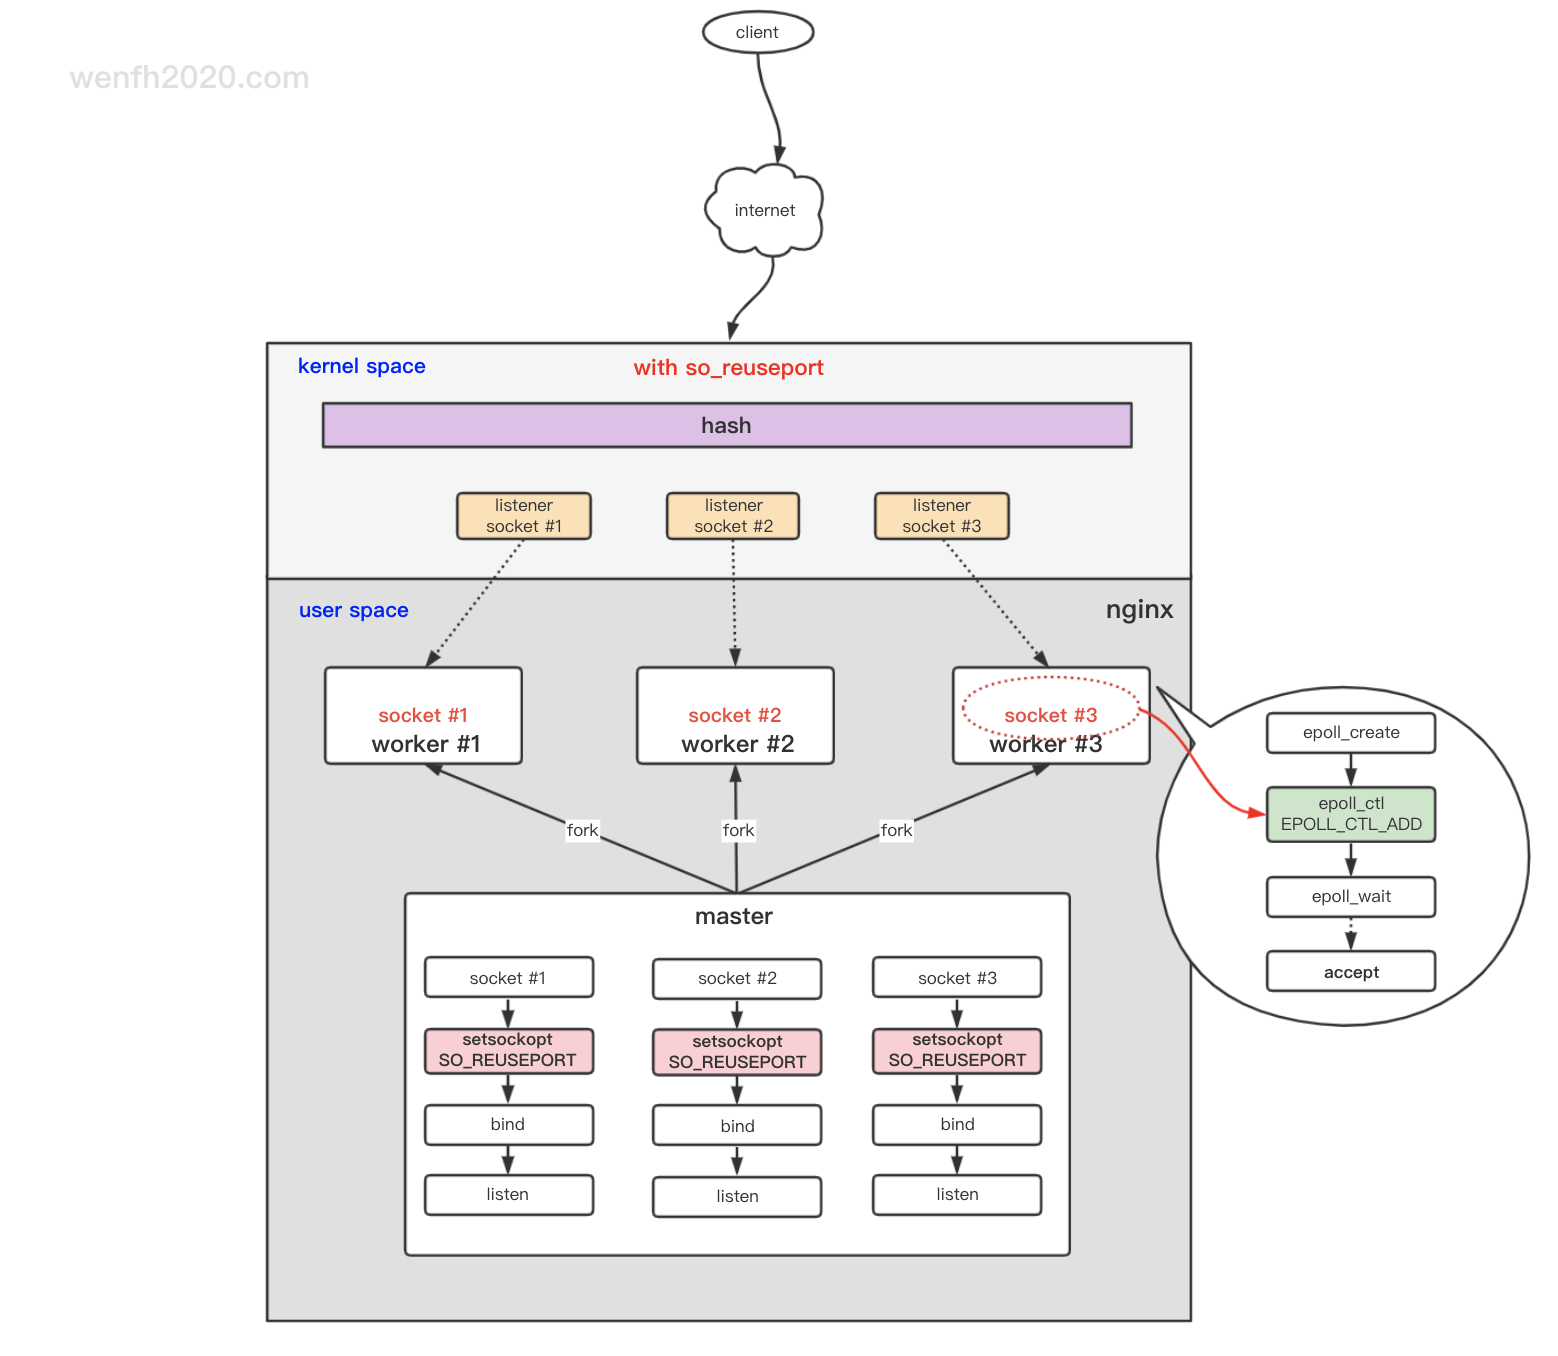 client
wenfh2020.com
internet
kernel space
with so_reuseport
hash
listener
socket #1
listener
socket #2
listener
socket #3
user space
nginx
socket #1
worker #1
socket #2
worker #2
socket #3
worker #3
epoll_create
epoll_ctl
EPOLL_CTL_ADD
epoll_wait
accept
fork
fork
fork
master
socket #1
setsockopt
SO_REUSEPORT
bind
listen
socket #2
setsockopt
SO_REUSEPORT
bind
listen
socket #3
setsockopt
SO_REUSEPORT
bind
listen